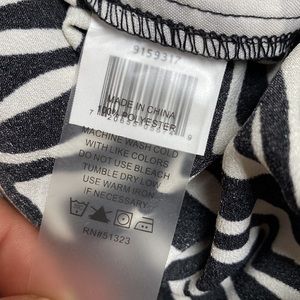 MADE IN CHINA
100% POLYESTER
MACHINE WASH COLD
WITH LIKE COLORS
DO NOT USE BLEACH
TUMBLE DRY LOW
USE WARM IRON
IF NECESSARY
RN#51323